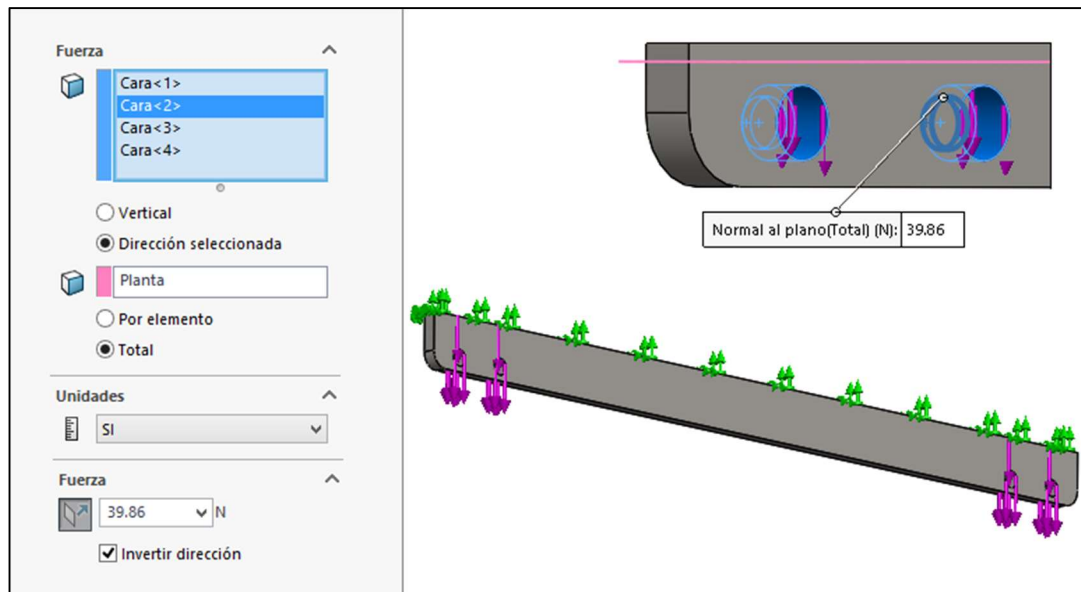 Fuerza
Cara<1>
Cara<2>
Cara<3>
Cara<4>
Vertical
Dirección seleccionada
Planta
Por elemento
Total
Unidades
SI
Fuerza
39.86 N
Invertir dirección
Normal al plano(Total) (N): 39.86